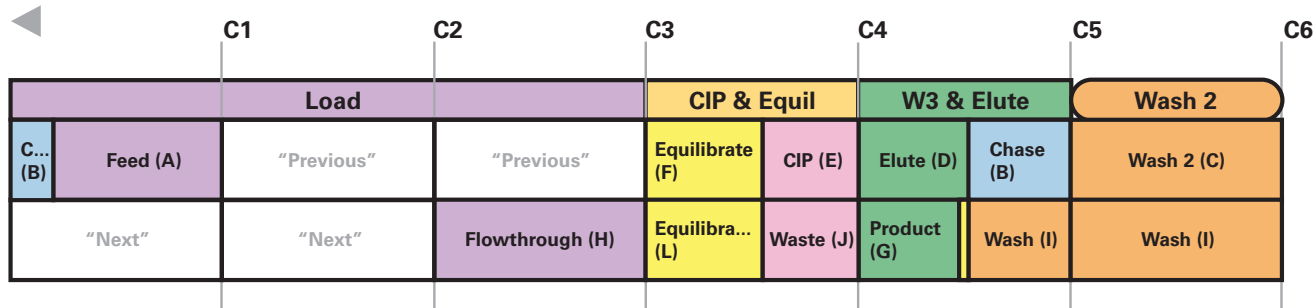 C1 C2 C3 C4 C5 C6
Load CIP & Equil W3 & Elute Wash 2
C...
(B)
Feed (A)
“Previous”
“Previous”
Equilibrate
(F)
CIP (E)
Elute (D)
Chase
(B)
Wash 2 (C)
“Next”
“Next”
Flowthrough (H)
Equilibra...
(L)
Waste (J)
Product
(G)
Wash (I)
Wash (I)